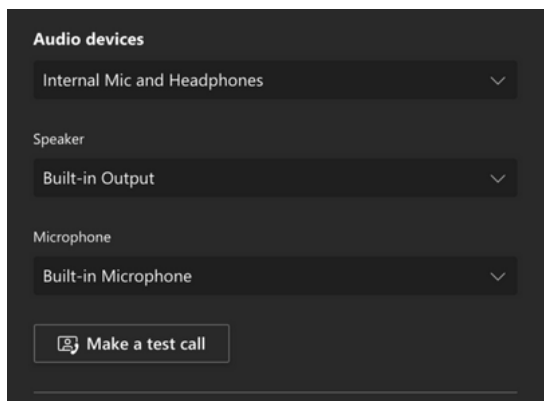 Audio devices
Internal Mic and Headphones
Speaker
Built-in Output
Microphone
Built-in Microphone
Make a test call